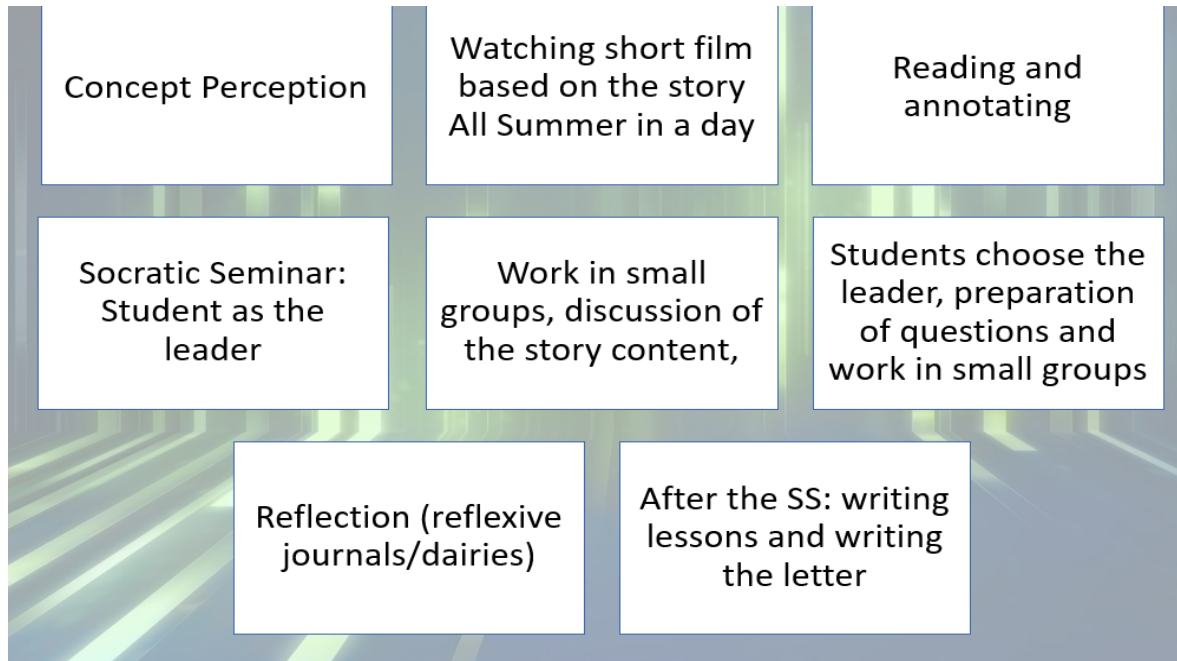 Concept Perception
Watching short film
based on the story
All Summer in a day
Reading and
annotating
Socratic Seminar:
Student as the
leader
Work in small
groups, discussion of
the story content,
Students choose the
leader, preparation
of questions and
work in small groups
Reflection (reflexive
journals/dairies)
After the SS: writing
lessons and writing
the letter